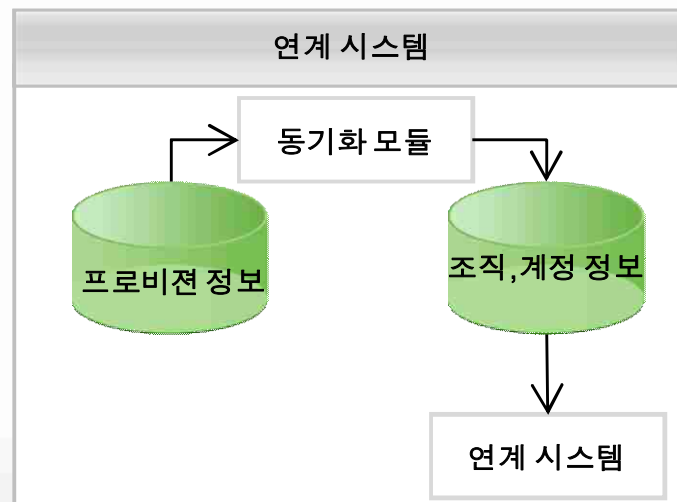 연계 시스템
동기화 모듈
프로비젼 정보
조직,계정 정보
연계 시스템